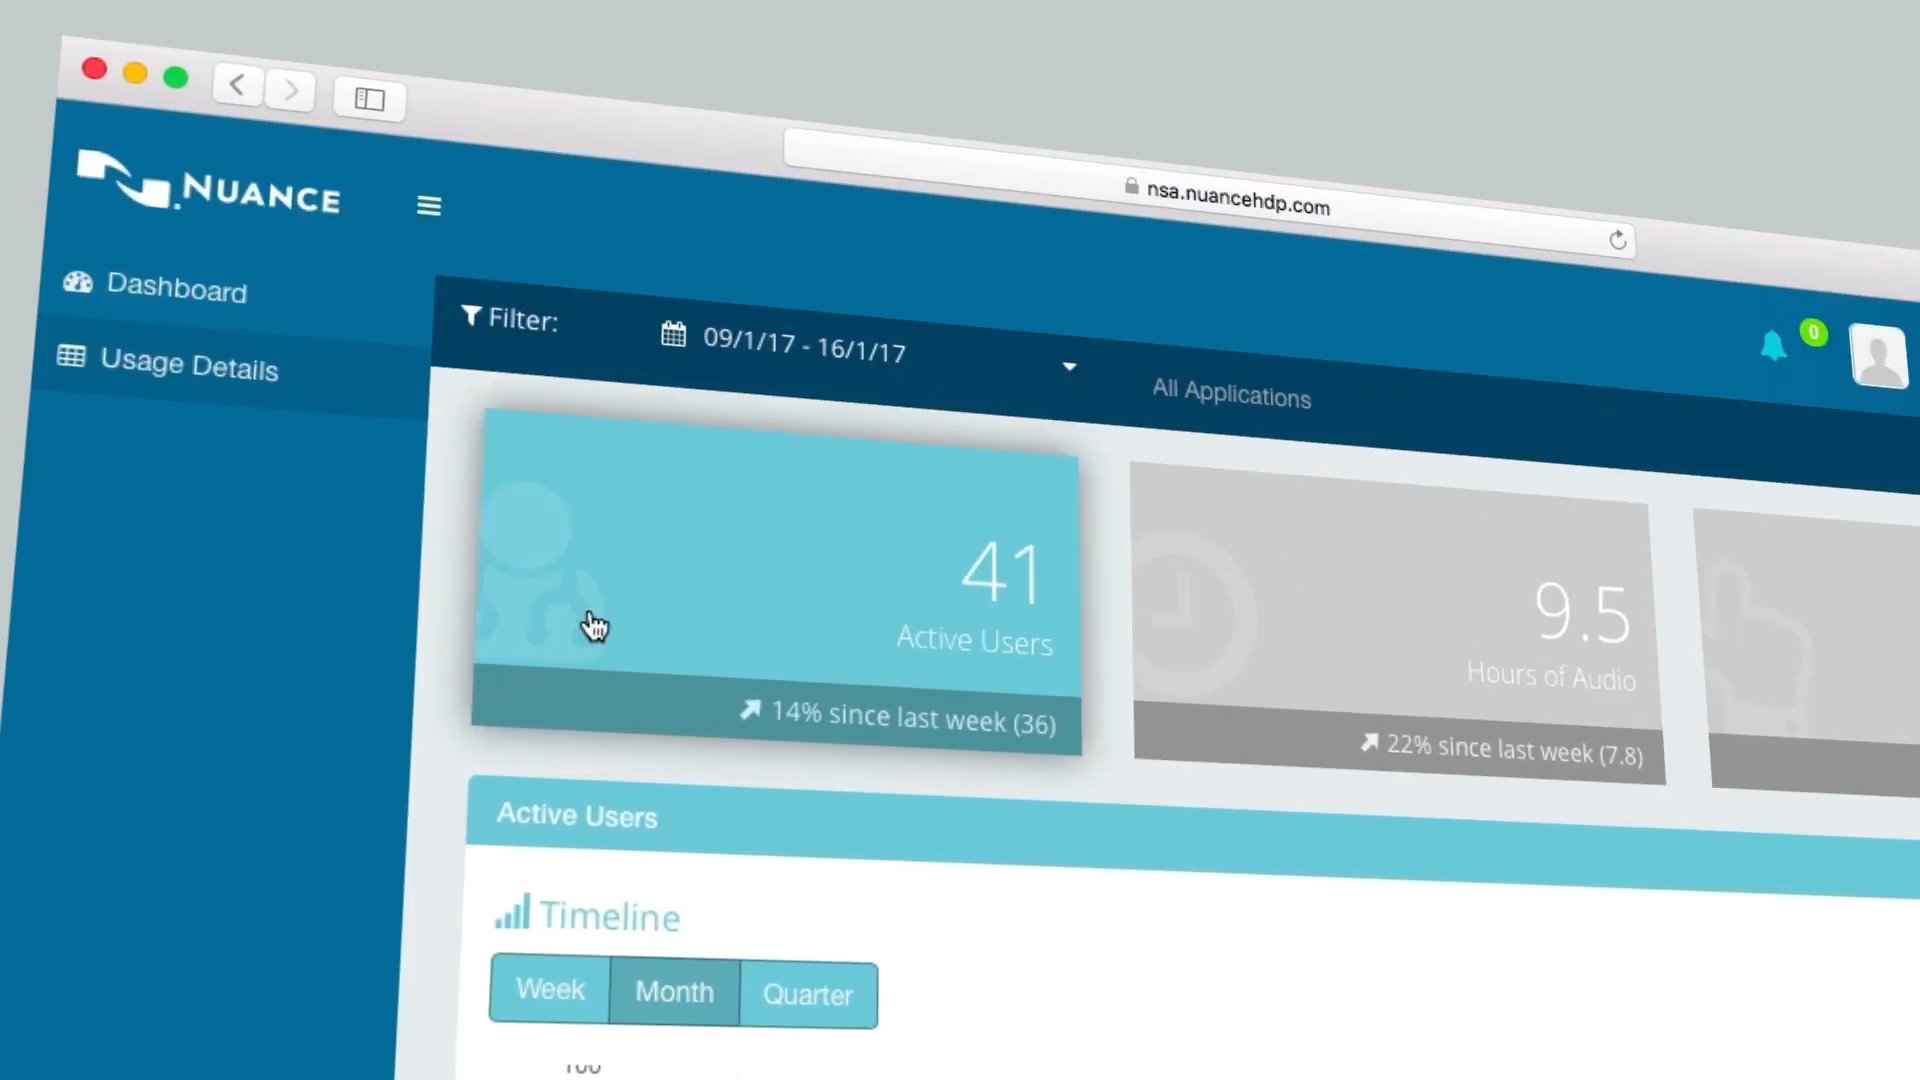 nsa.nuancehdp.com
NUANCE
Dashboard
Usage Details
Filter:
09/1/17 - 16/1/17
All Applications
0
41
Active Users
14% since last week (36)
9.5
Hours of Audio
22% since last week (7.8)
Active Users
Timeline
Week
Month
Quarter
100